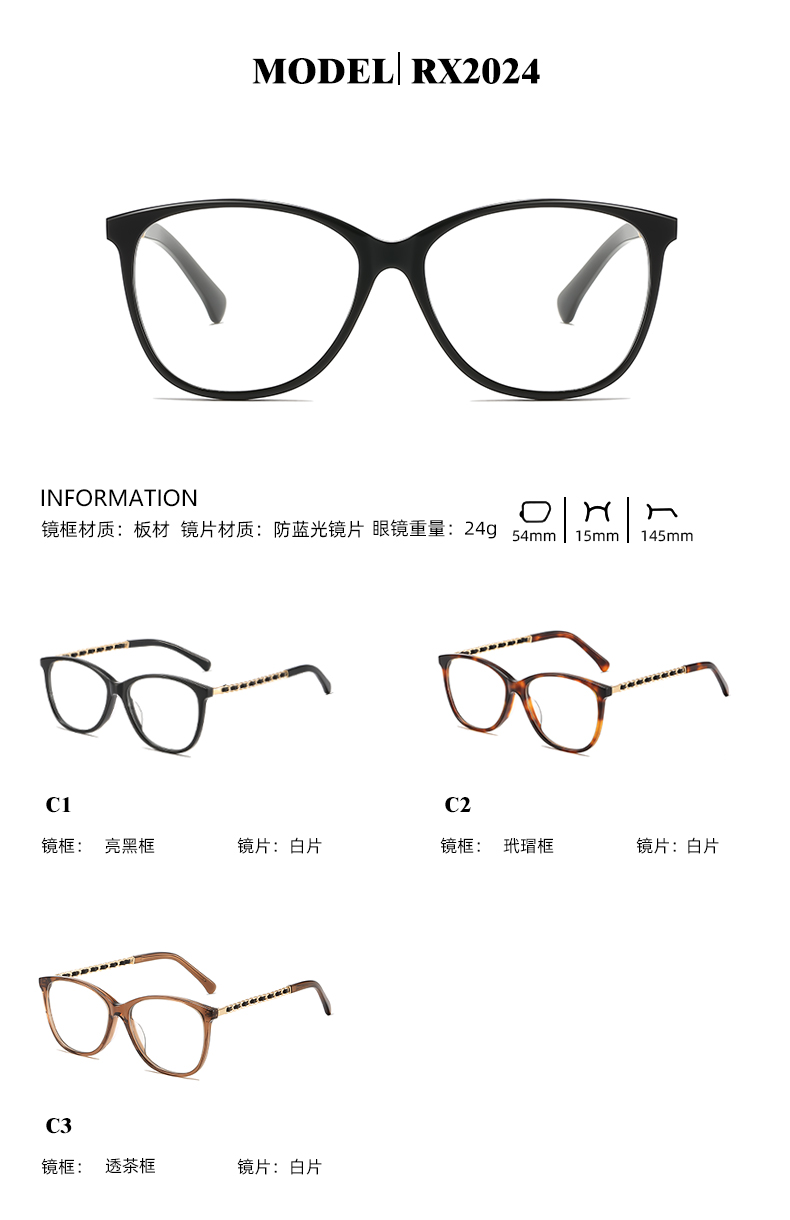 MODEL | RX2024
INFORMATION
镜框材质：板材 镜片材质：防蓝光镜片 眼镜重量：24g
54mm 15mm 145mm
C1 C2
镜框： 亮黑框 镜片：白片 镜框： 玳瑁框 镜片：白片
C3
镜框： 透茶框 镜片：白片